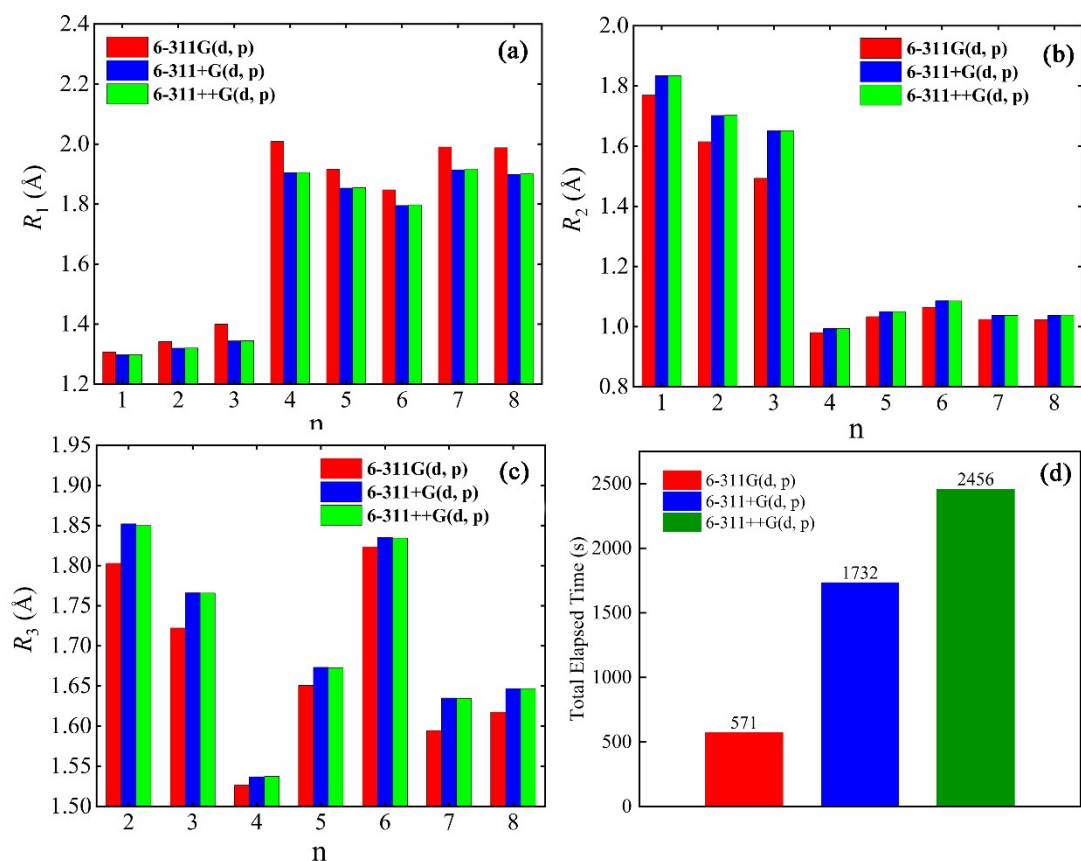 2.4
2.2
2.0
1.8
1.6
1.4
1.2
R1 (Å)
6-311G(d, p)
6-311+G(d, p)
6-311++G(d, p)
(a)
1 2 3 4 5 6 7 8
n
2.0
1.8
1.6
1.4
1.2
1.0
0.8
R2 (Å)
6-311G(d, p)
6-311+G(d, p)
6-311++G(d, p)
(b)
1 2 3 4 5 6 7 8
n
1.95
1.90
1.85
1.80
1.75
1.70
1.65
1.60
1.55
1.50
R3 (Å)
6-311G(d, p)
6-311+G(d, p)
6-311++G(d, p)
(c)
2 3 4 5 6 7 8
n
2500
2000
1500
1000
500
0
Total Elapsed Time (s)
6-311G(d, p)
6-311+G(d, p)
6-311++G(d, p)
(d)
571
1732
2456